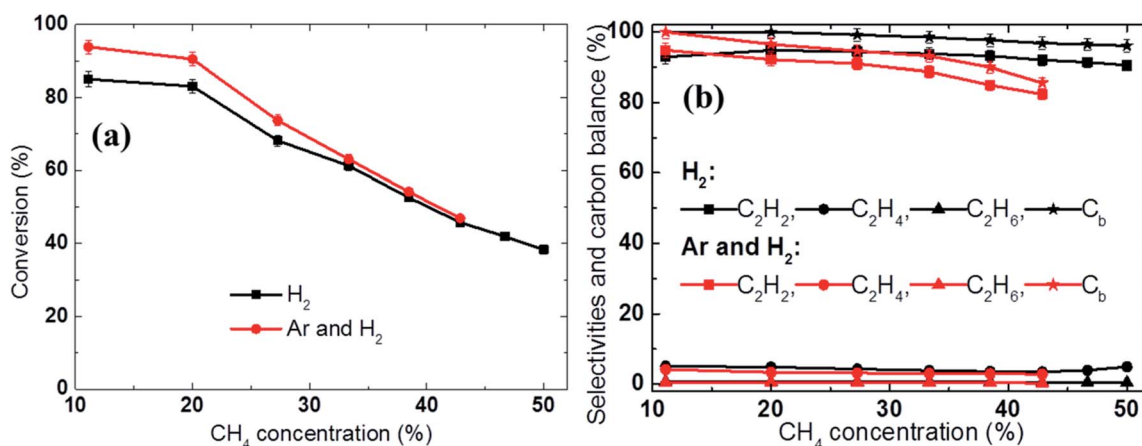 100
80
60
40
20
0
Conversion (%)
(a)
H₂
Ar and H₂
10 20 30 40 50
CH₄ concentration (%)
100
80
60
40
20
0
Selectivities and carbon balance (%)
(b)
H₂:
C₂H₂, C₂H₄, C₂H₆, C_b
Ar and H₂:
C₂H₂, C₂H₄, C₂H₆, C_b
10 20 30 40 50
CH₄ concentration (%)